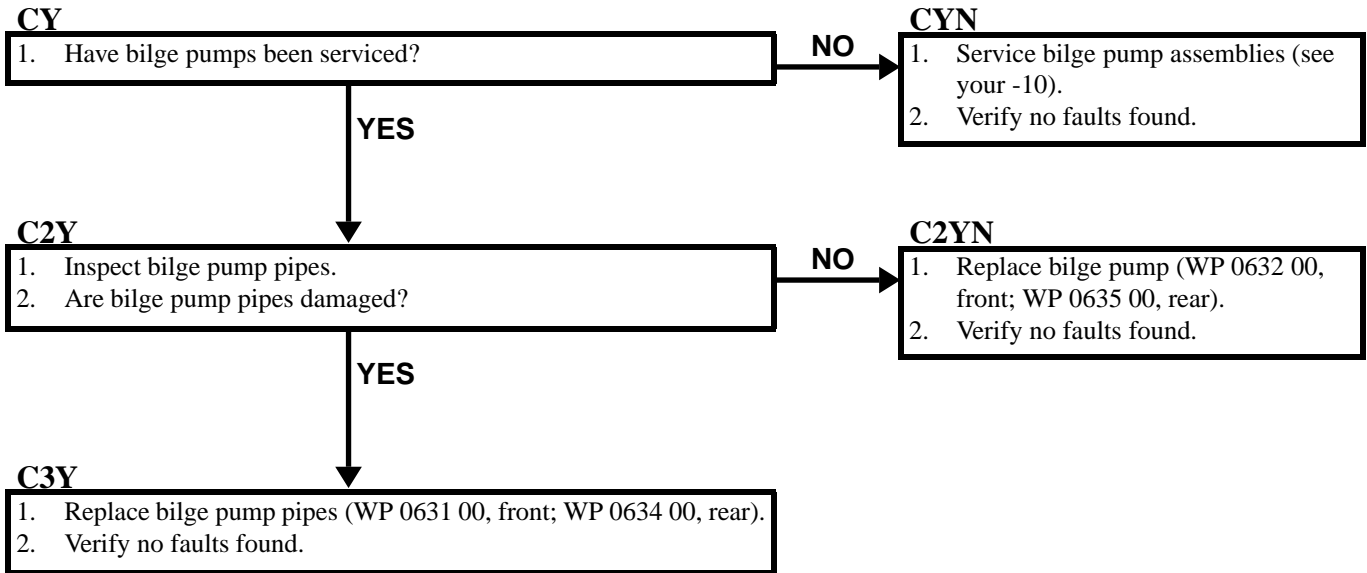 CY
1. Have bilge pumps been serviced?
NO
CYN
1. Service bilge pump assemblies (see
your -10).
2. Verify no faults found.
YES
C2Y
1. Inspect bilge pump pipes.
2. Are bilge pump pipes damaged?
NO
C2YN
1. Replace bilge pump (WP 0632 00,
front; WP 0635 00, rear).
2. Verify no faults found.
YES
C3Y
1. Replace bilge pump pipes (WP 0631 00, front; WP 0634 00, rear).
2. Verify no faults found.